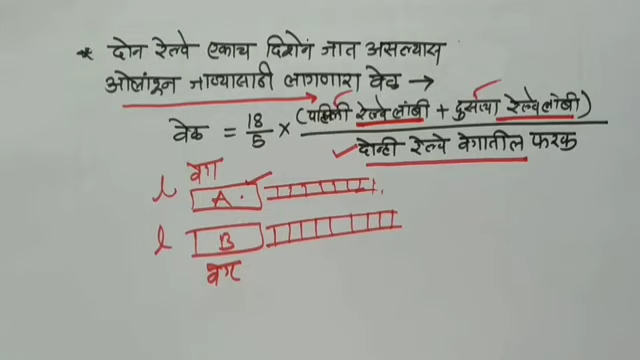 * दोन रेल्वे एकाच दिशेनं जात असल्यास
ओलांडून जाण्यासाठी लागणारा वेळ →
वेळ = 18/5 × (पहिली रेल्वेलांबी + दुसऱ्या रेल्वेलांबी) / दोन्ही रेल्वे वेगातील फरक
वेग
l A
l B
वेग